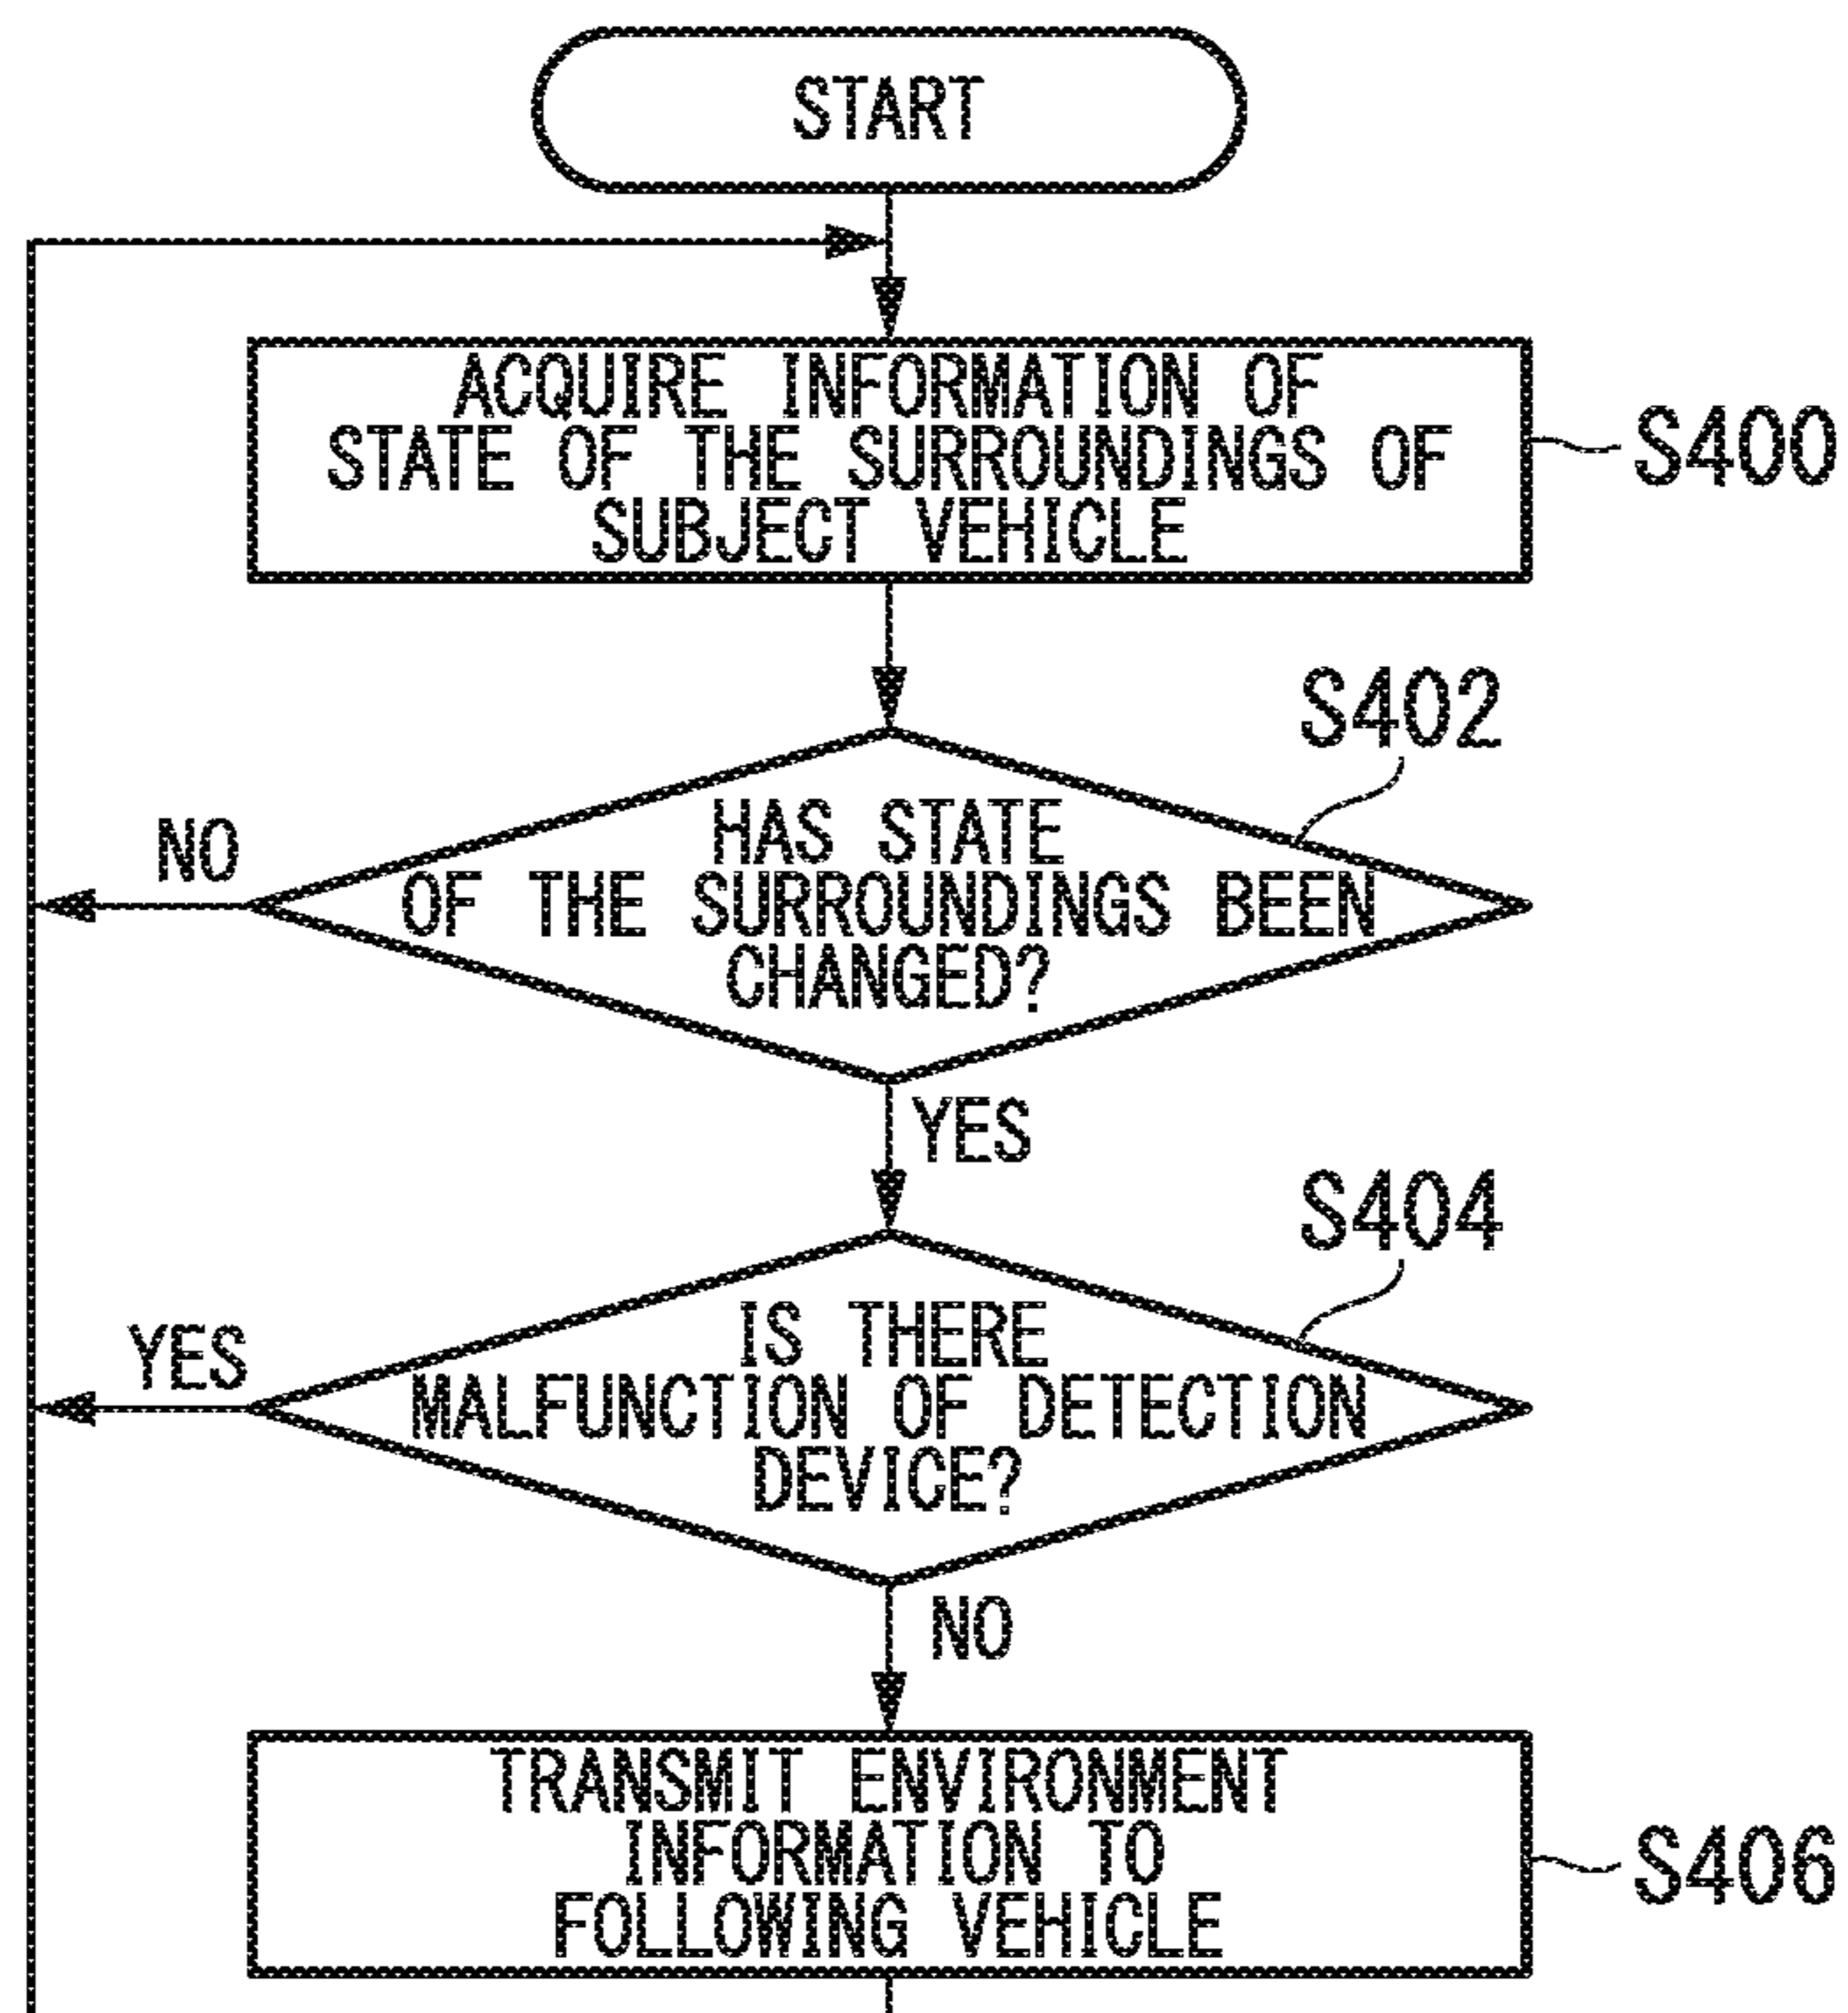 START
ACQUIRE INFORMATION OF
STATE OF THE SURROUNDINGS OF
SUBJECT VEHICLE
S400
S402
HAS STATE
OF THE SURROUNDINGS BEEN
CHANGED?
NO
YES
S404
IS THERE
MALFUNCTION OF DETECTION
DEVICE?
YES
NO
TRANSMIT ENVIRONMENT
INFORMATION TO
FOLLOWING VEHICLE
S406